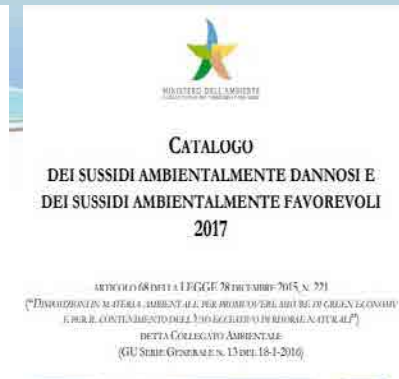 MINISTERO DELL'AMBIENTE
CATALOGO
DEI SUSSIDI AMBIENTALMENTE DANNOSI E
DEI SUSSIDI AMBIENTALMENTE FAVOREVOLI
2017
ARTICOLO 68 DELLA LEGGE 28 DICEMBRE 2015, N. 221
("DISPOSIZIONI IN MATERIA AMBIENTALE PER PROMUOVERE MISURE DI GREEN ECONOMY
E PER IL CONTENIMENTO DELL'USO ECCESSIVO DI RISORSE NATURALI")
DETTA COLLEGATO AMBIENTALE
(GU SERIE GENERALE N. 13 DEL 18-1-2016)